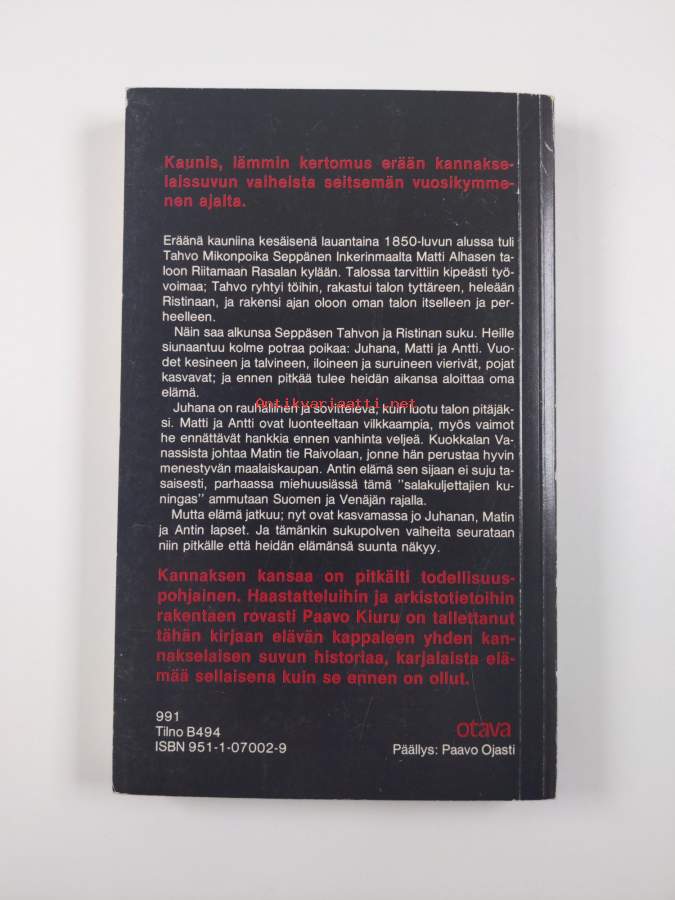 Kaunis, lämmin kertomus erään kannakse-
laissuvun vaiheista seitsemän vuosikymme-
nen ajalta.
Eräänä kauniina kesäisenä lauantaina 1850-luvun alussa tuli
Tahvo Mikonpoika Seppänen Inkerinmaalta Matti Alhasen ta-
loon Riitamaan Rasalan kylään. Talossa tarvittiin kipeästi työ-
voimaa; Tahvo ryhtyi töihin, rakastui talon tyttäreen, heleään
Ristinaan, ja rakensi ajan oloon oman talon itselleen ja per-
heelleen.
Näin saa alkunsa Seppäsen Tahvon ja Ristinan suku. Heille
siunaantuu kolme potraa poikaa: Juhana, Matti ja Antti. Vuo-
det kesineen ja talvineen, iloineen ja suruineen vierivät, pojat
kasvavat; ja ennen pitkää tulee heidän aikansa aloittaa oma
elämä.
Antikvariaatti.net
Juhana on rauhallinen ja sovitteleva, kuin luotu talon pitäjäk-
si. Matti ja Antti ovat luonteeltaan vilkkaampia, myös vaimot
he ennättävät hankkia ennen vanhinta veljeä. Kuokkalan Va-
nassista johtaa Matin tie Raivolaan, jonne hän perustaa hyvin
menestyvän maalaiskaupan. Antin elämä sen sijaan ei suju ta-
saisesti, parhaassa miehuusiässä tämä "salakuljettajien ku-
ningas" ammutaan Suomen ja Venäjän rajalla.
Mutta elämä jatkuu; nyt ovat kasvamassa jo Juhanan, Matin
ja Antin lapset. Ja tämänkin sukupolven vaiheita seurataan
niin pitkälle että heidän elämänsä suunta näkyy.
Kannaksen kansaa on pitkälti todellisuus-
pohjainen. Haastatteluihin ja arkistotietoihin
rakentaen rovasti Paavo Kiuru on tallettanut
tähän kirjaan elävän kappaleen yhden kan-
nakselaisen suvun historiaa, karjalaista elä-
mää sellaisena kuin se ennen on ollut.
991
Tilno B494
ISBN 951-1-07002-9
otava
Päällys: Paavo Ojasti